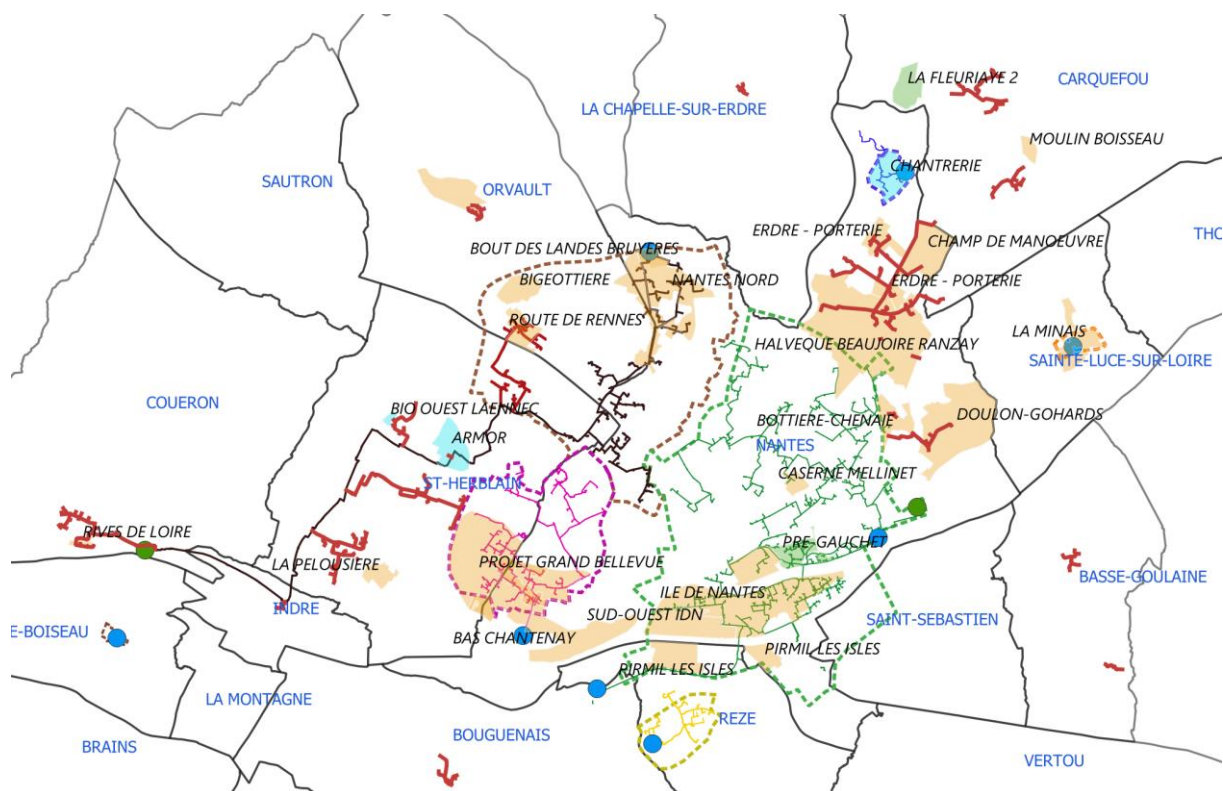 LA FLEURIAYE 2
CARQUEFOU
LA CHAPELLE-SUR-ERDRE
MOULIN BOISSEAU
CHANTRERIE
SAUTRON
ORVAULT
ERDRE - PORTERIE
CHAMP DE MANOEUVRE
THO
BOUT DES LANDES BRUYERES
BIGEOTTIERE
NANTES NORD
ERDRE - PORTERIE
ROUTE DE RENNES
LA MINAIS
HALVEQUE BEAUJOIRE RANZAY
SAINTE-LUCE-SUR-LOIRE
COUERON
BIO OUEST LAENNEC
BOTTIERE-CHENAIE
DOULON-GOHARDS
ARMOR
NANTES
CASERNE MELLINET
ST-HERBLAIN
RIVES DE LOIRE
PRE-GAUCHET
LA PELOUSIERE
PROJET GRAND BELLEVUE
BASSE-GOULAINE
ILE DE NANTES
INDRE
SUD-OUEST IDN
SAINT-SEBASTIEN
E-BOISEAU
BAS CHANTENAY
PIRMIL LES ISLES
PIRMIL LES ISLES
LA MONTAGNE
REZE
BOUGUENAIS
BRAINS
VERTOU